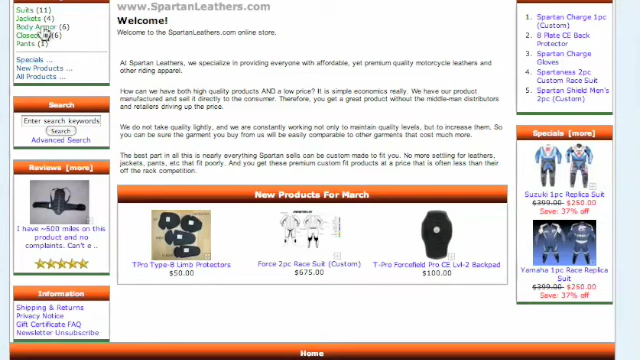 www.SpartanLeathers.com
Suits (11)
Jackets (4)
Body Armor (6)
(6)
Pants (1)
Specials ...
New Products ...
All Products ...
Search
Enter search keywords
Search
Advanced Search
Reviews [more]
I have ~500 miles on this
product and no
complaints. Can't e ..
Information
Shipping & Returns
Privacy Notice
Gift Certificate FAQ
Newsletter Unsubscribe
Welcome!
Welcome to the SpartanLeathers.com online store.
At Spartan Leathers, we specialize in providing everyone with affordable, yet premium quality motorcycle leathers and
other riding apparel.
How can we have both high quality products AND a low price? It is simple economics really. We have our product
manufactured and sell it directly to the consumer. Therefore, you get a great product without the middle-man distributors
and retailers driving up the price.
We do not take quality lightly, and we are constantly working not only to maintain quality levels, but to increase them. So
you can be sure the garment you buy from us will be easily comparable to other garments that cost much more.
The best part in all this is nearly everything Spartan sells can be custom made to fit you. No more settling for leathers,
jackets, pants, etc that fit poorly. And you get these premium custom fit products at a price that is often less than their
off the rack competition.
New Products For March
TPro Type-B Limb Protectors
$50.00
Force 2pc Race Suit (Custom)
$675.00
T-Pro Forcefield Pro CE Lvl-2 Backpad
$100.00
1. Spartan Charge 1pc
(Custom)
2. 8 Plate CE Back
Protector
3. Spartan Charge
Gloves
4. Spartaness 2pc
Custom Race Suit
5. Spartan Shield Men's
2pc (Custom)
Specials [more]
Suzuki 1pc Replica Suit
$399.00 $250.00
Save: 37% off
Yamaha 1pc Race Replica
Suit
$399.00 $250.00
Save: 37% off
Home